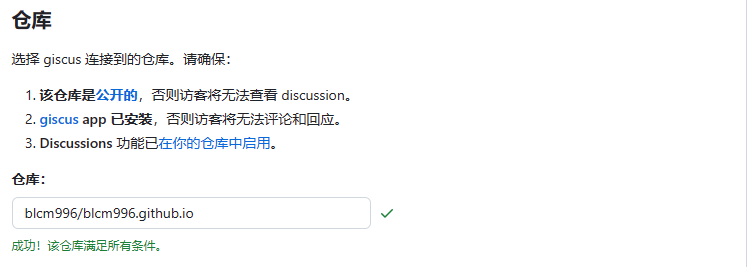 仓库
选择 giscus 连接到的仓库。请确保：
1. 该仓库是公开的，否则访客将无法查看 discussion。
2. giscus app 已安装，否则访客将无法评论和回应。
3. Discussions 功能已在你的仓库中启用。
仓库：
blcm996/blcm996.github.io
成功！该仓库满足所有条件。